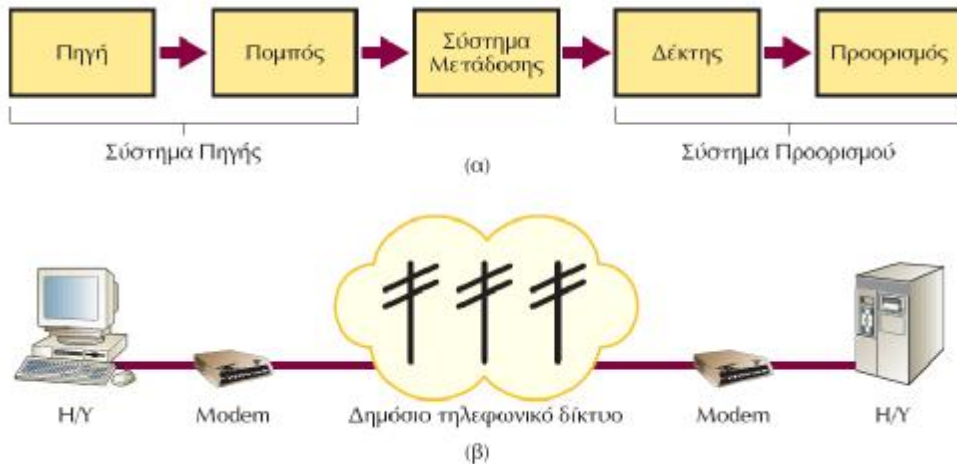 Πηγή
Πομπός
Σύστημα
Μετάδοσης
Δέκτης
Προορισμός
Σύστημα Πηγής
(α)
Σύστημα Προορισμού
Η/Υ
Modem
Δημόσιο τηλεφωνικό δίκτυο
Modem
Η/Υ
(β)